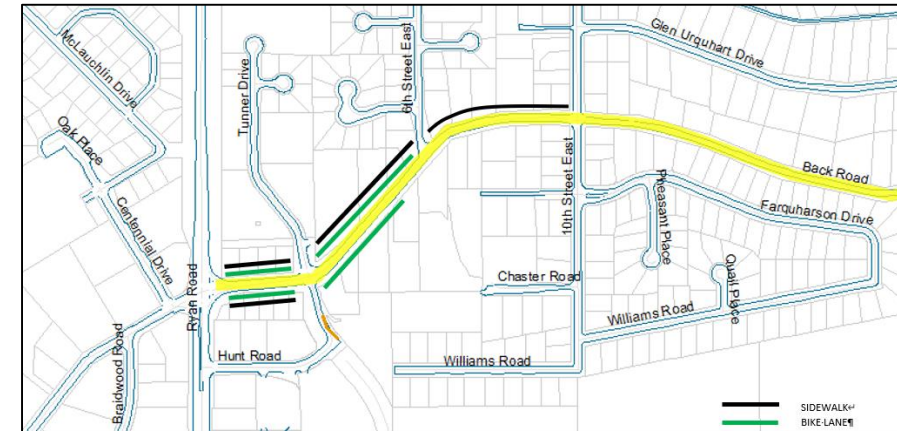 Glen Urquhart Drive
McLauchlin Drive
6th Street East
Tunner Drive
Oak Place
Back Road
Pheasant Place
10th Street East
Farquharson Drive
Centennial Drive
Quail Place
Chaster Road
Ryan Road
Williams Road
Braidwood Road
Hunt Road
Williams Road
SIDEWALK↵
BIKE·LANE¶